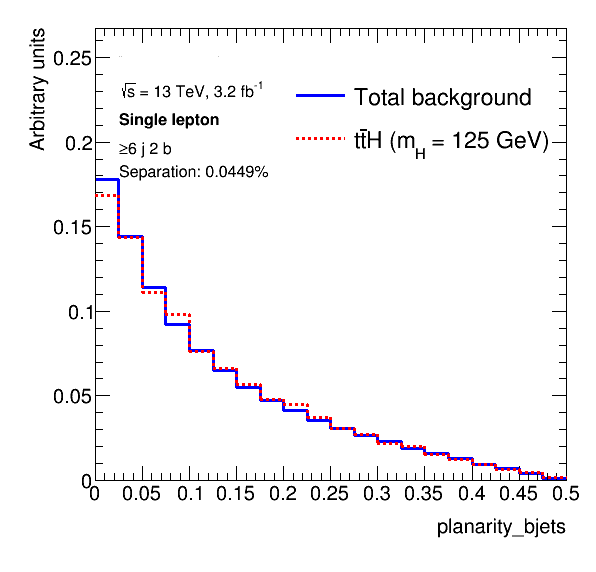 Arbitrary units
0.25
0.2
0.15
0.1
0.05
0
√s = 13 TeV, 3.2 fb⁻¹
Single lepton
≥6 j 2 b
Separation: 0.0449%
Total background
tt̄H (m_H = 125 GeV)
0 0.05 0.1 0.15 0.2 0.25 0.3 0.35 0.4 0.45 0.5
planarity_bjets